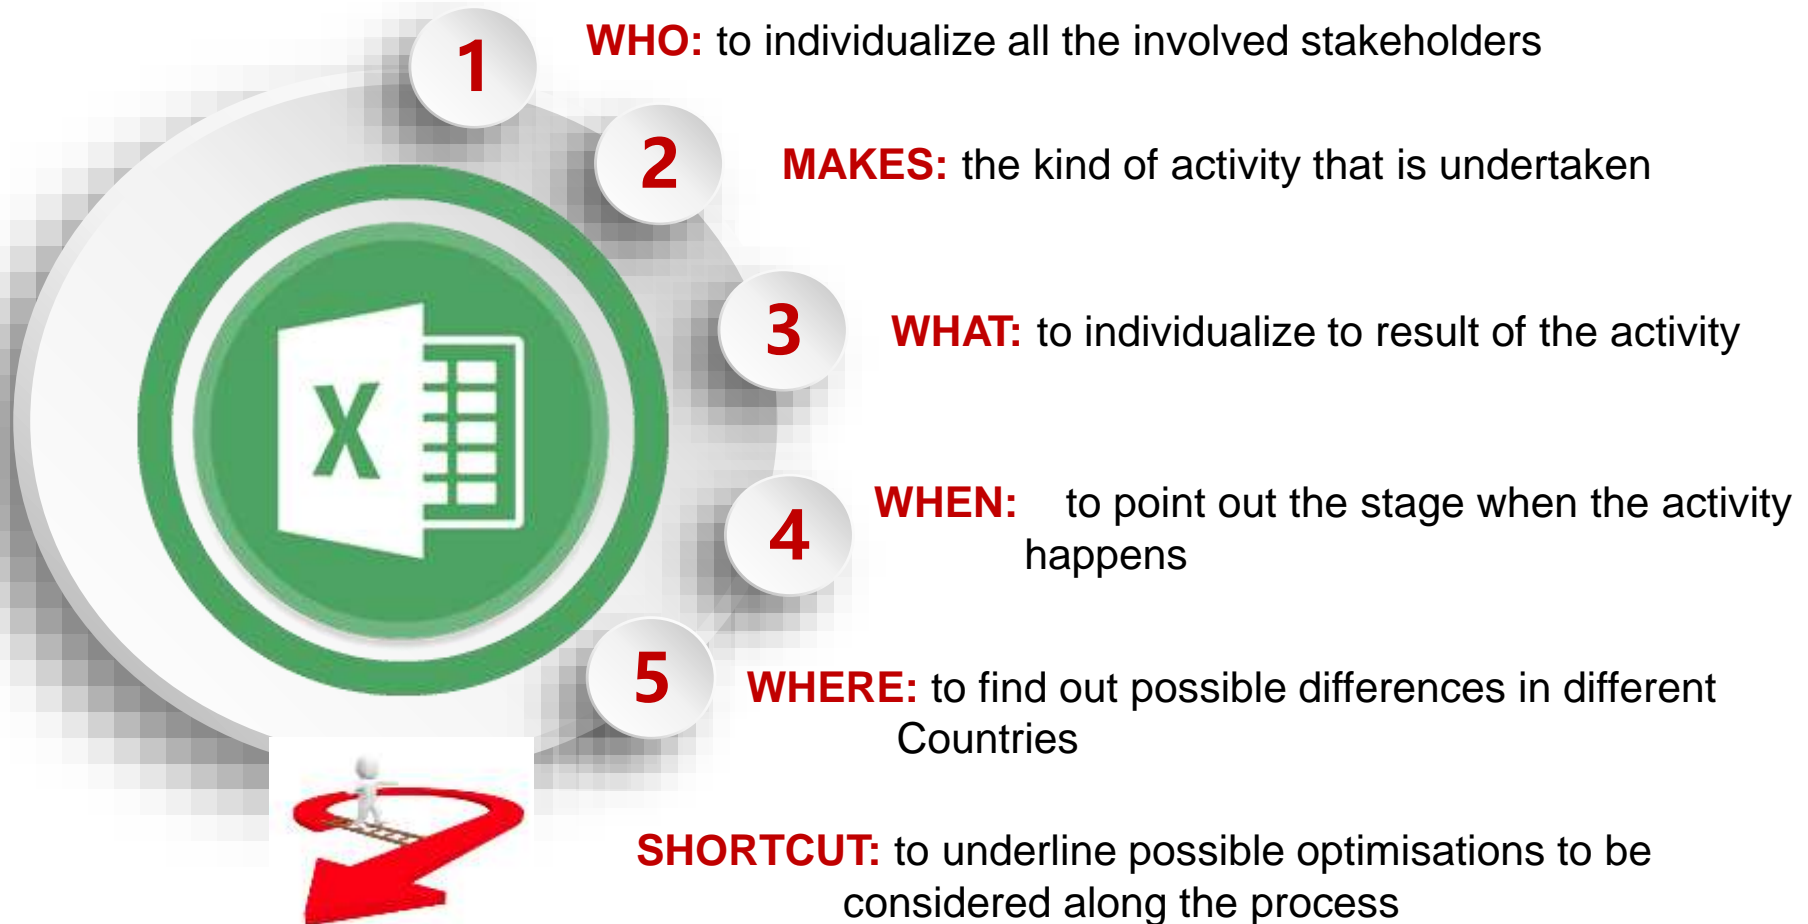 1
WHO: to individualize all the involved stakeholders
2
MAKES: the kind of activity that is undertaken
3
WHAT: to individualize to result of the activity
X
4
WHEN: to point out the stage when the activity
happens
5
WHERE: to find out possible differences in different
Countries
SHORTCUT: to underline possible optimisations to be
considered along the process